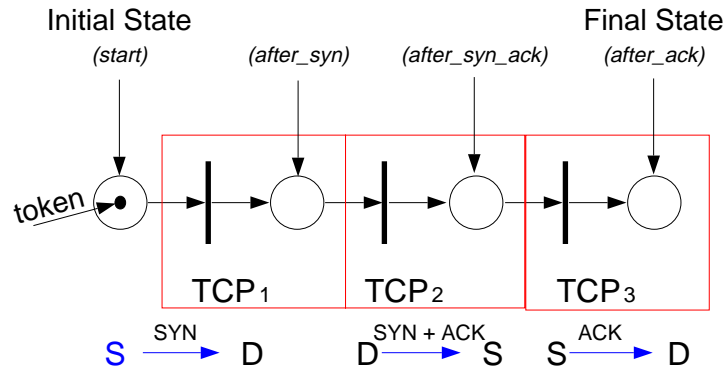 Initial State
Final State
(start)
(after_syn)
(after_syn_ack)
(after_ack)
token
TCP1
TCP2
TCP3
S SYN D
D SYN + ACK S
S ACK D